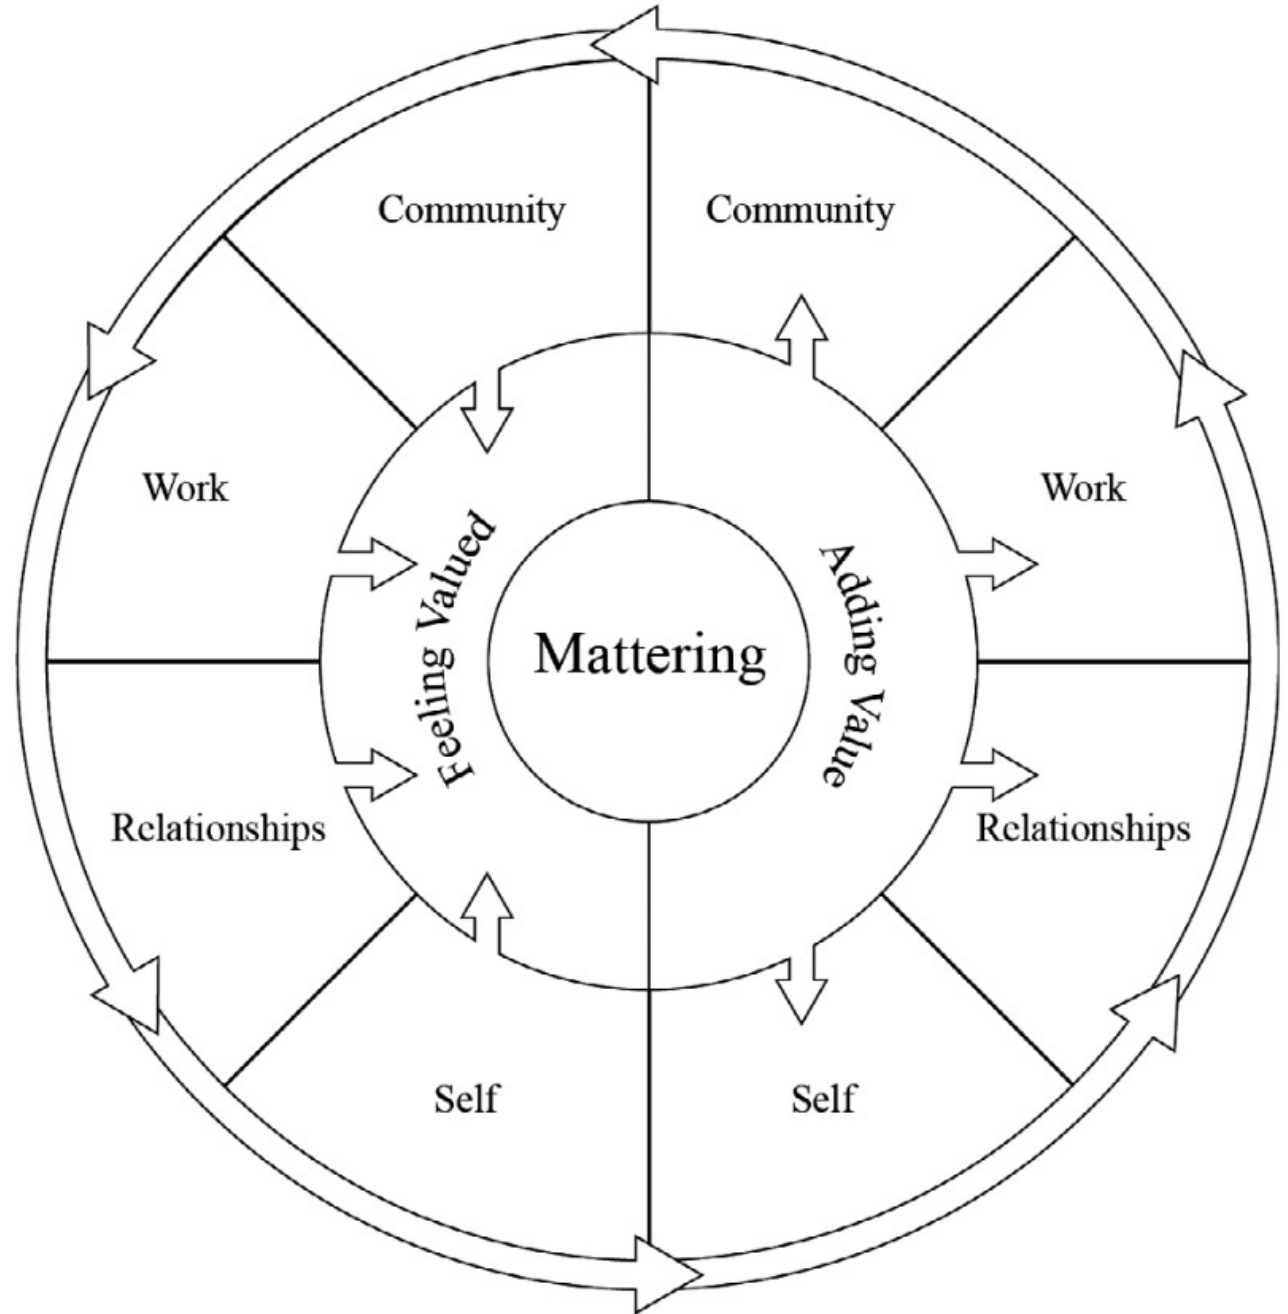 Community
Community
Work
Work
Feeling Valued
Mattering
Adding Value
Relationships
Relationships
Self
Self